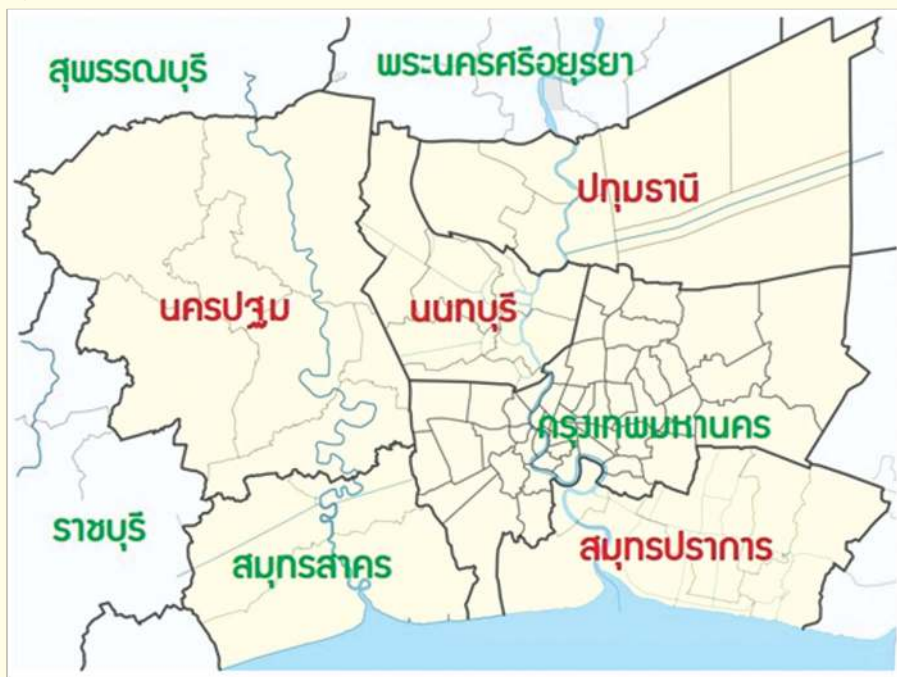 สุพรรณบุรี
พระนครศรีอยุรยา
ปทุมรานี
นครปฐม
นนทบุรี
กรุงเทพมหานคร
ราชบุรี
สมุทรสาคร
สมุทรปราการ